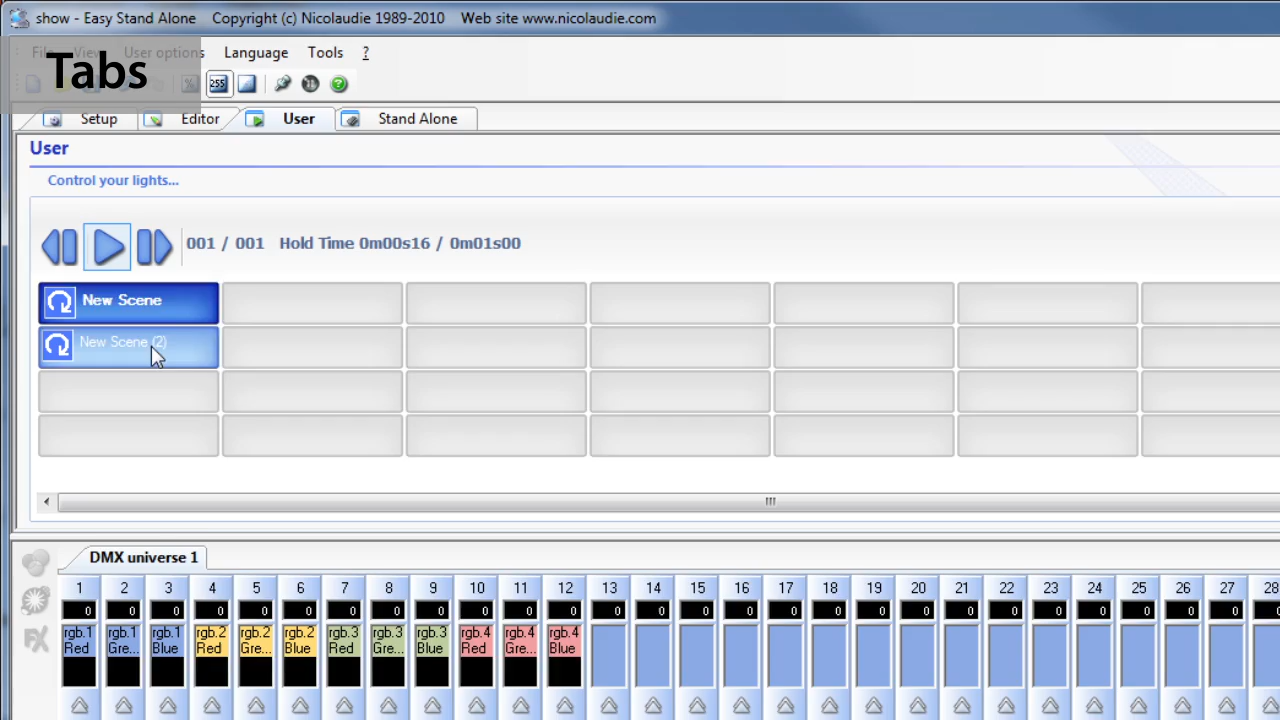 show - Easy Stand Alone Copyright (c) Nicolaudie 1989-2010 Web site www.nicolaudie.com
File View User options Language Tools ?
Tabs
255
Setup Editor User Stand Alone
User
Control your lights...
001 / 001 Hold Time 0m00s16 / 0m01s00
New Scene
New Scene (2)
DMX universe 1
1 2 3 4 5 6 7 8 9 10 11 12 13 14 15 16 17 18 19 20 21 22 23 24 25 26 27 28
0 0 0 0 0 0 0 0 0 0 0 0 0 0 0 0 0 0 0 0 0 0 0 0 0 0 0
rgb.1 rgb.1 rgb.1 rgb.2 rgb.2 rgb.2 rgb.3 rgb.3 rgb.3 rgb.4 rgb.4 rgb.4
Red Gre... Blue Red Gre... Blue Red Gre... Blue Red Gre... Blue
FX